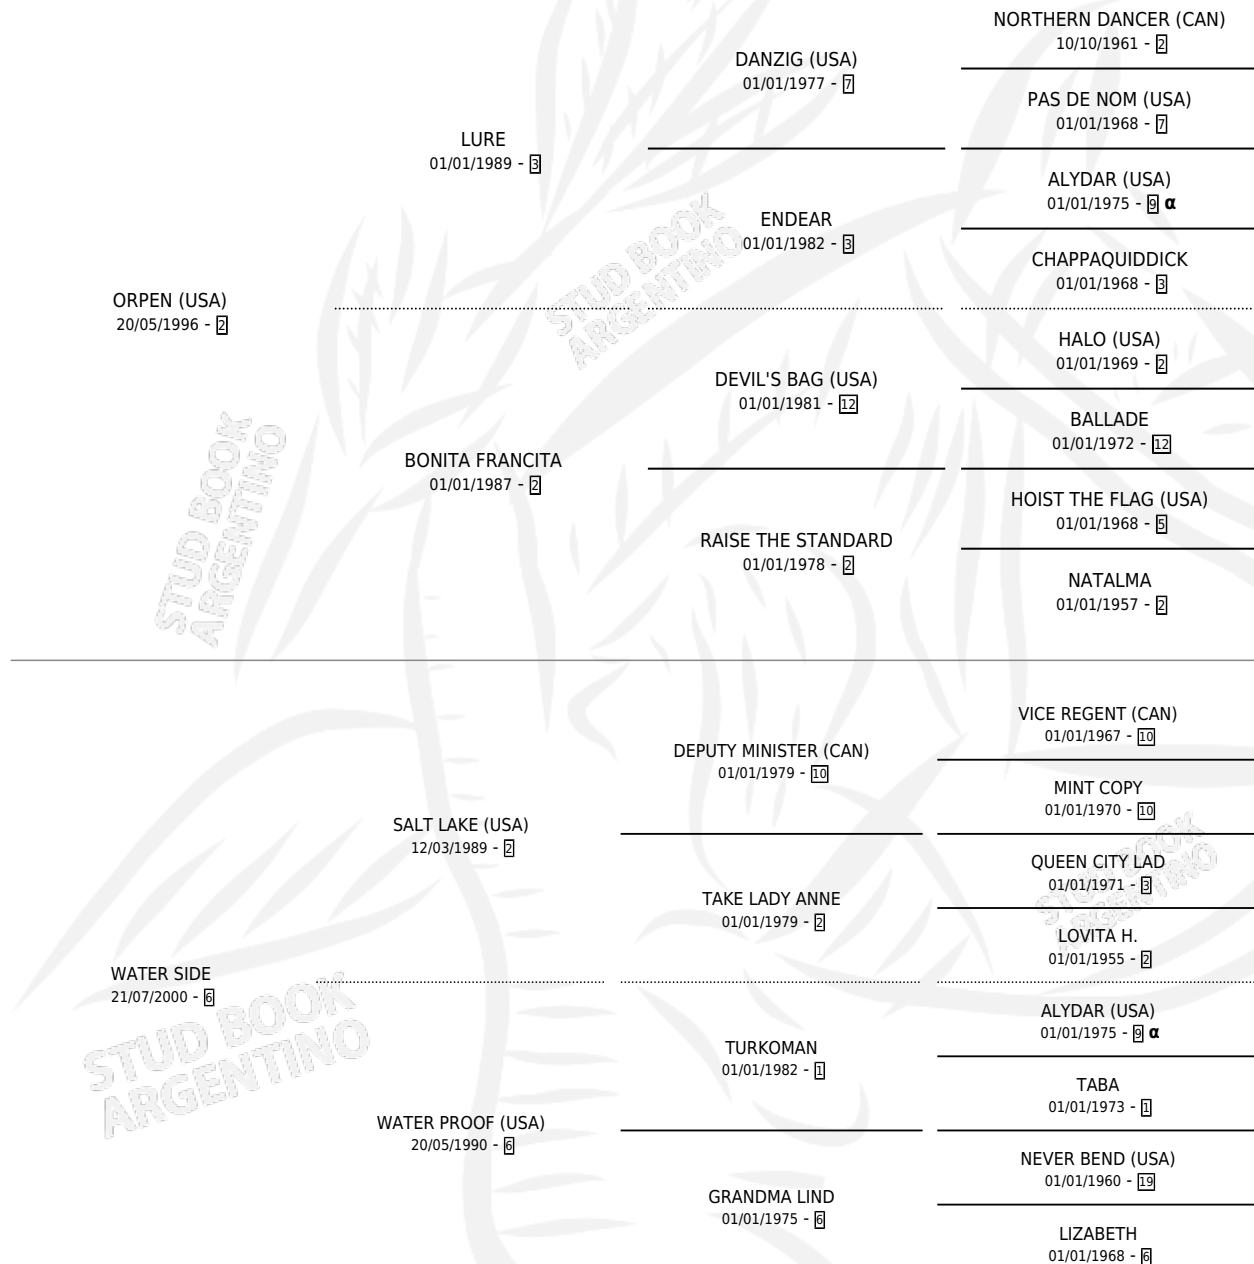 NORTHERN DANCER (CAN)
10/10/1961 - 2
DANZIG (USA)
01/01/1977 - 7
PAS DE NOM (USA)
01/01/1968 - 7
LURE
01/01/1989 - 3
ALYDAR (USA)
01/01/1975 - 9 α
ENDEAR
01/01/1982 - 3
CHAPPAQUIDDICK
01/01/1968 - 3
ORPEN (USA)
20/05/1996 - 2
HALO (USA)
01/01/1969 - 2
DEVIL'S BAG (USA)
01/01/1981 - 12
BALLADE
01/01/1972 - 12
BONITA FRANCITA
01/01/1987 - 2
HOIST THE FLAG (USA)
01/01/1968 - 5
RAISE THE STANDARD
01/01/1978 - 2
NATALMA
01/01/1957 - 2
VICE REGENT (CAN)
01/01/1967 - 10
DEPUTY MINISTER (CAN)
01/01/1979 - 10
MINT COPY
01/01/1970 - 10
SALT LAKE (USA)
12/03/1989 - 2
QUEEN CITY LAD
01/01/1971 - 3
TAKE LADY ANNE
01/01/1979 - 2
LOVITA H.
01/01/1955 - 2
WATER SIDE
21/07/2000 - 6
ALYDAR (USA)
01/01/1975 - 9 α
TURKOMAN
01/01/1982 - 1
TABA
01/01/1973 - 1
WATER PROOF (USA)
20/05/1990 - 6
NEVER BEND (USA)
01/01/1960 - 19
GRANDMA LIND
01/01/1975 - 6
LIZABETH
01/01/1968 - 6
STUD BOOK
ARGENTINO
STUD BOOK
ARGENTINO
STUD BOOK
ARGENTINO
STUD BOOK
ARGENTINO